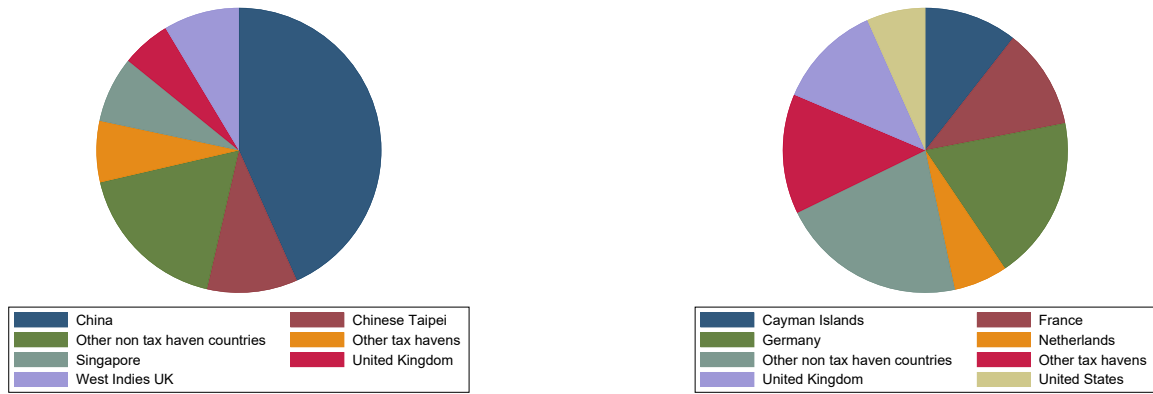 China
Chinese Taipei
Other non tax haven countries
Other tax havens
Singapore
United Kingdom
West Indies UK
Cayman Islands
France
Germany
Netherlands
Other non tax haven countries
Other tax havens
United Kingdom
United States